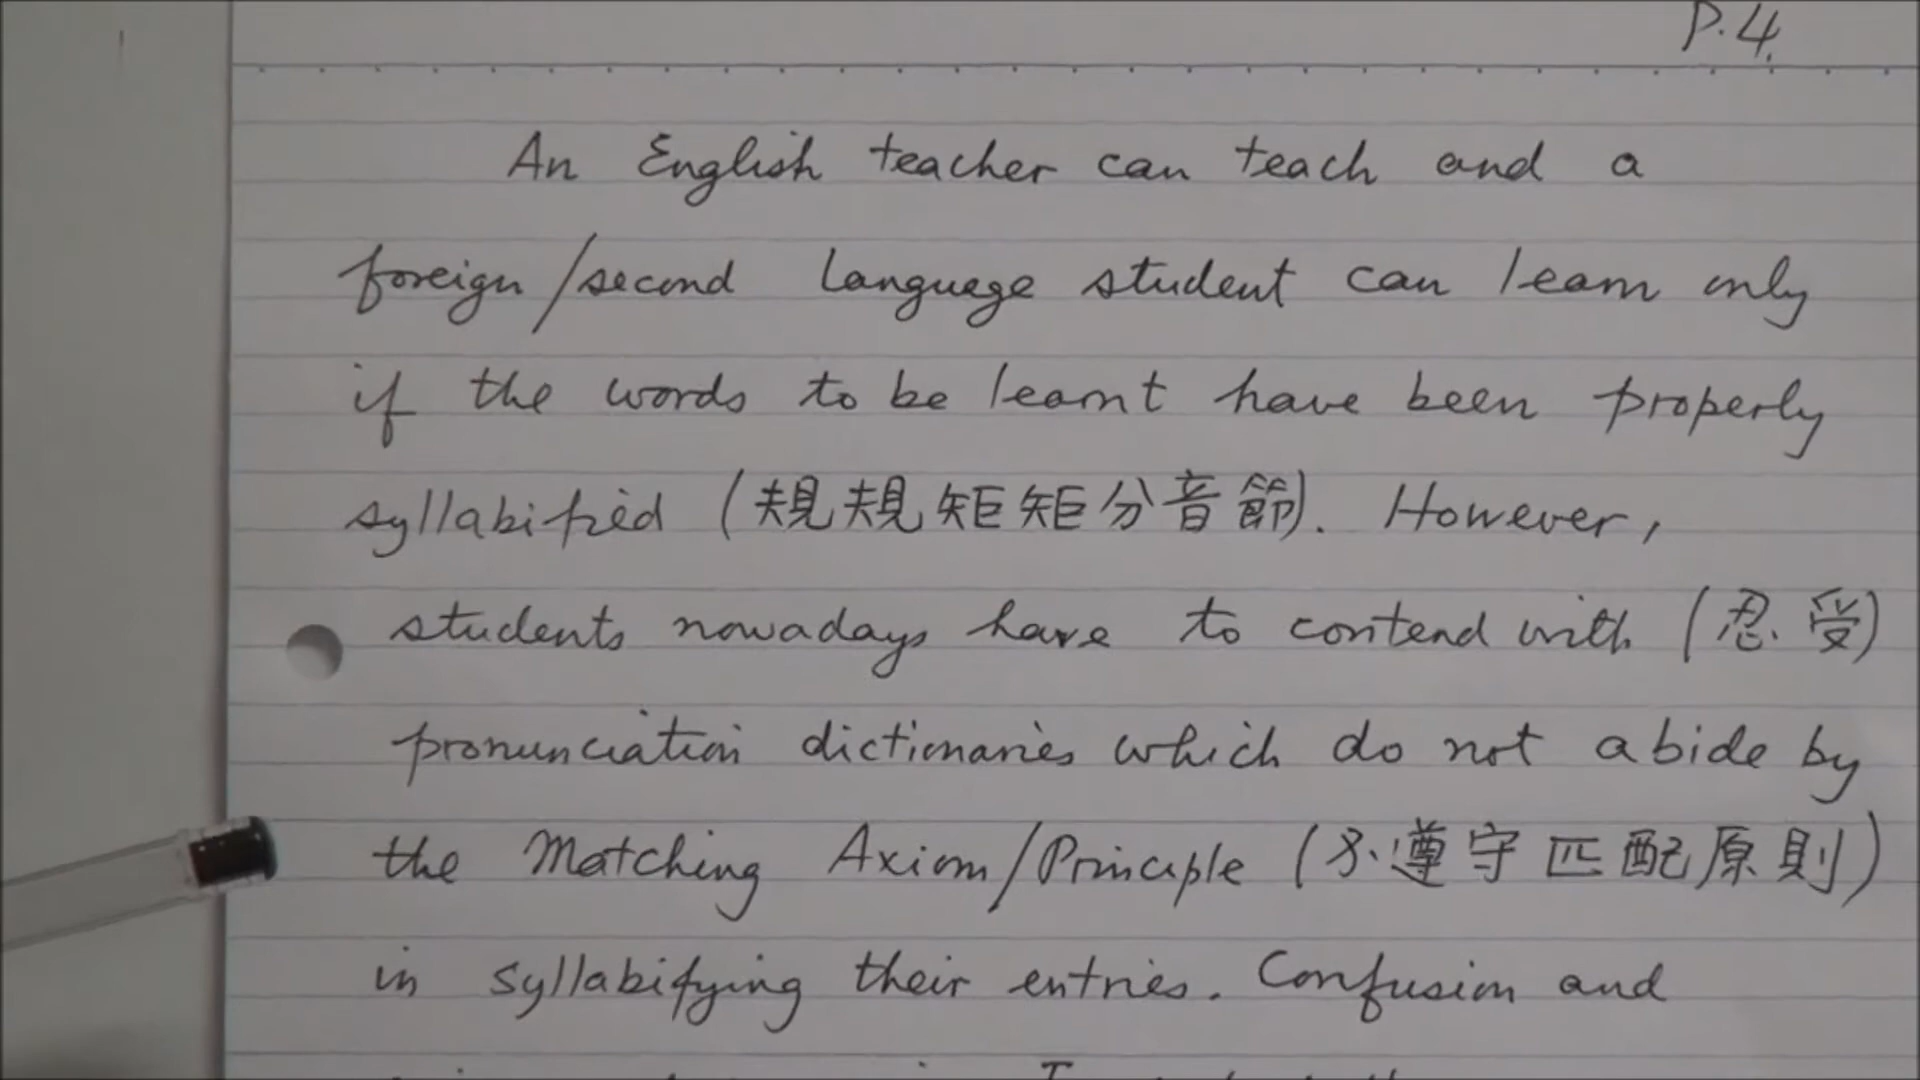 P.4.
An English teacher can teach and a
foreign/second language student can learn only
if the words to be learnt have been properly
syllabified (規規矩矩分音節). However,
students nowadays have to contend with (忍受)
pronunciation dictionaries which do not abide by
the Matching Axiom/Principle (不遵守匹配原則)
in syllabifying their entries. Confusion and